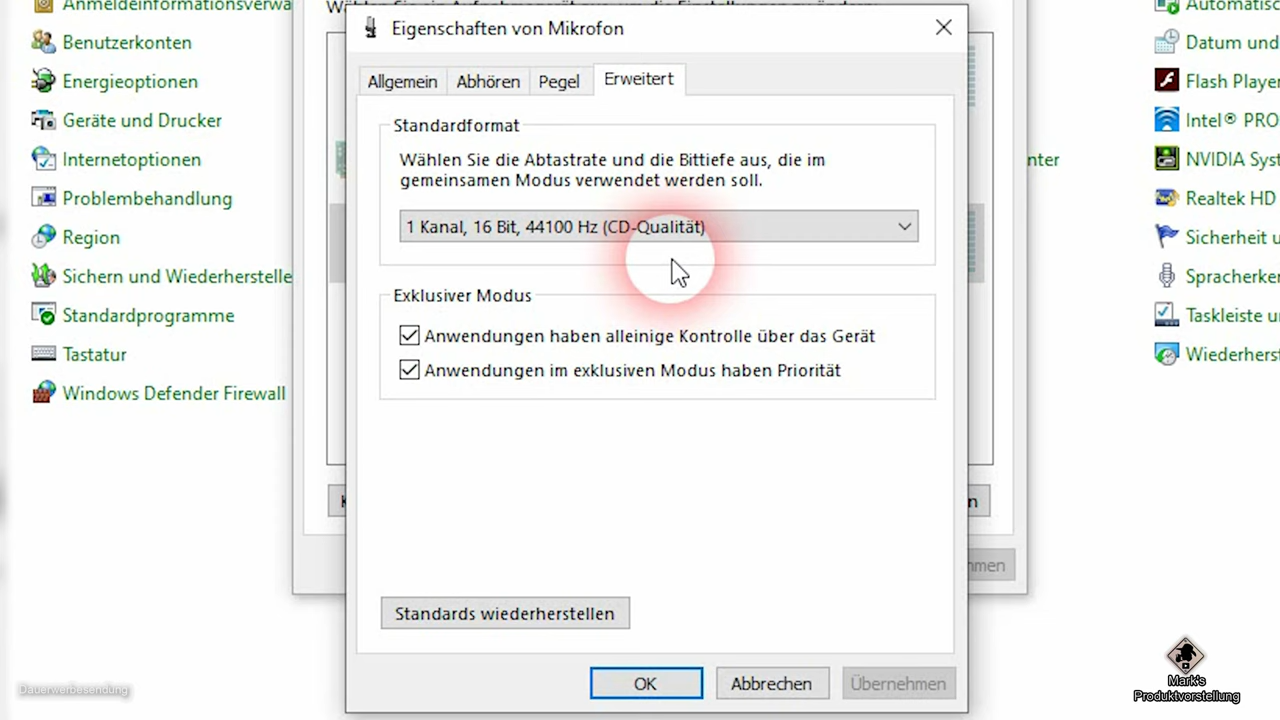 Eigenschaften von Mikrofon
Allgemein
Abhören
Pegel
Erweitert
Standardformat
Wählen Sie die Abtastrate und die Bittiefe aus, die im
gemeinsamen Modus verwendet werden soll.
1 Kanal, 16 Bit, 44100 Hz (CD-Qualität)
Exklusiver Modus
Anwendungen haben alleinige Kontrolle über das Gerät
Anwendungen im exklusiven Modus haben Priorität
Standards wiederherstellen
OK
Abbrechen
Übernehmen
Anmeldeinformationsverwa
Benutzerkonten
Energieoptionen
Geräte und Drucker
Internetoptionen
Problembehandlung
Region
Sichern und Wiederherstelle
Standardprogramme
Tastatur
Windows Defender Firewall
Automatisc
Datum und
Flash Player
Intel® PRO
NVIDIA Syst
Realtek HD
Sicherheit u
Spracherken
Taskleiste un
Wiederherst
Dauerwerbesendung
Mark's
Produktvorstellung